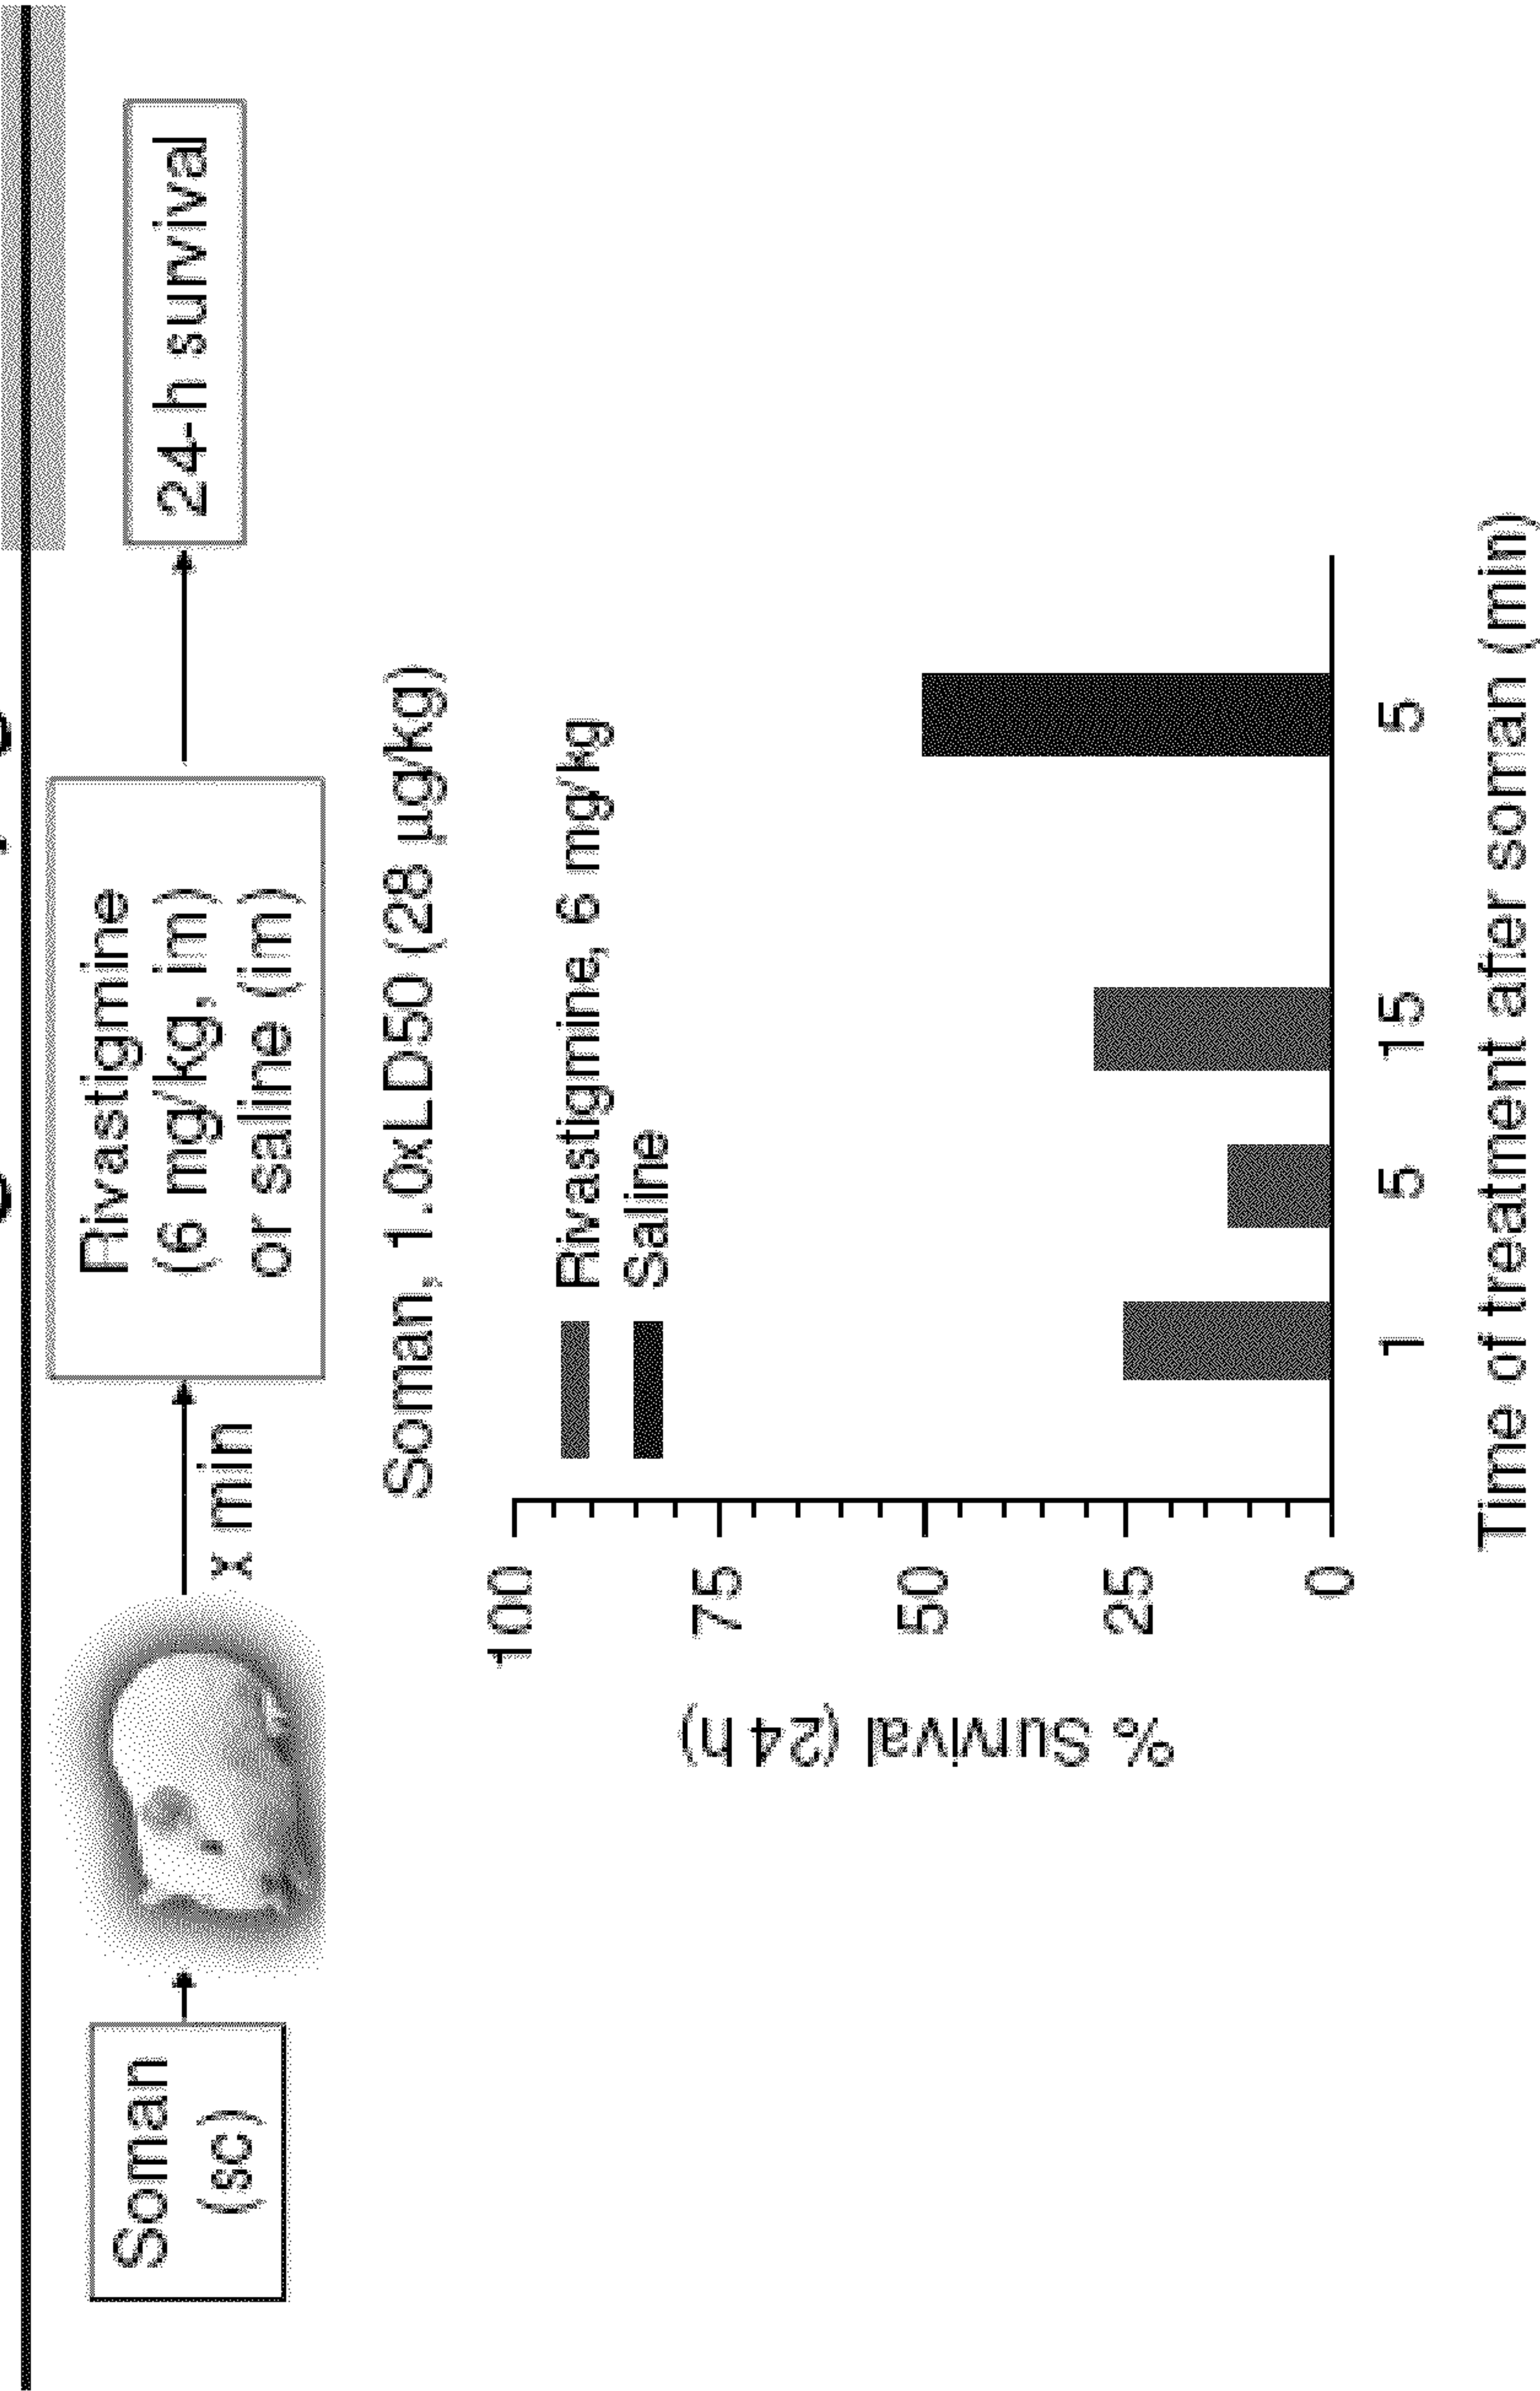 Soman
(sc)
x min
Rivastigmine
(6 mg/kg, im)
or saline (im)
24-h survival
Soman, 1.0xLD50 (28 µg/kg)
Rivastigmine, 6 mg/kg
Saline
% Survival (24 h)
100
75
50
25
0
1 5 15 5
Time of treatment after soman (min)